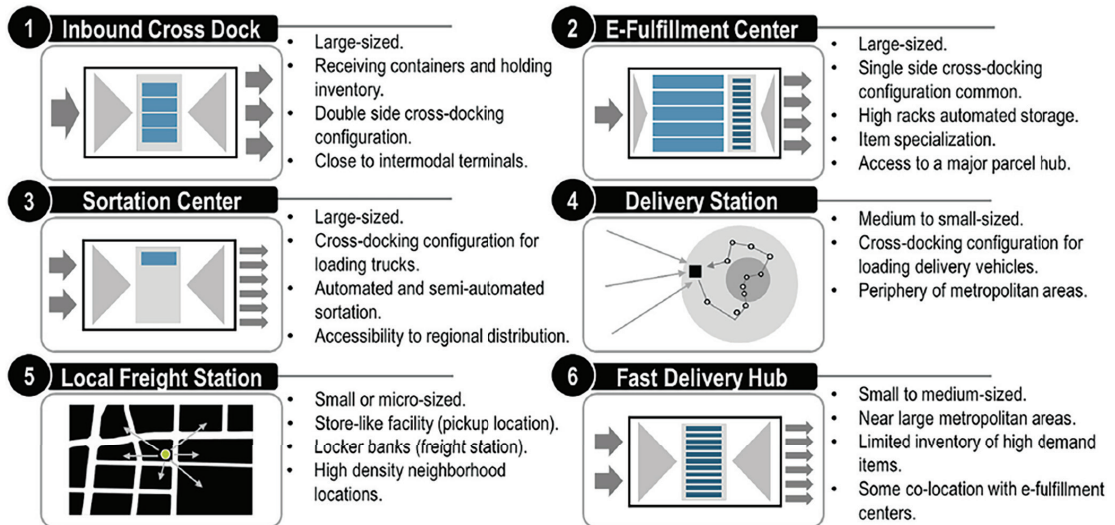 1 Inbound Cross Dock
• Large-sized.
• Receiving containers and holding
inventory.
• Double side cross-docking
configuration.
• Close to intermodal terminals.
2 E-Fulfillment Center
• Large-sized.
• Single side cross-docking
configuration common.
• High racks automated storage.
• Item specialization.
• Access to a major parcel hub.
3 Sortation Center
• Large-sized.
• Cross-docking configuration for
loading trucks.
• Automated and semi-automated
sortation.
• Accessibility to regional distribution.
4 Delivery Station
• Medium to small-sized.
• Cross-docking configuration for
loading delivery vehicles.
• Periphery of metropolitan areas.
5 Local Freight Station
• Small or micro-sized.
• Store-like facility (pickup location).
• Locker banks (freight station).
• High density neighborhood
locations.
6 Fast Delivery Hub
• Small to medium-sized.
• Near large metropolitan areas.
• Limited inventory of high demand
items.
• Some co-location with e-fulfillment
centers.